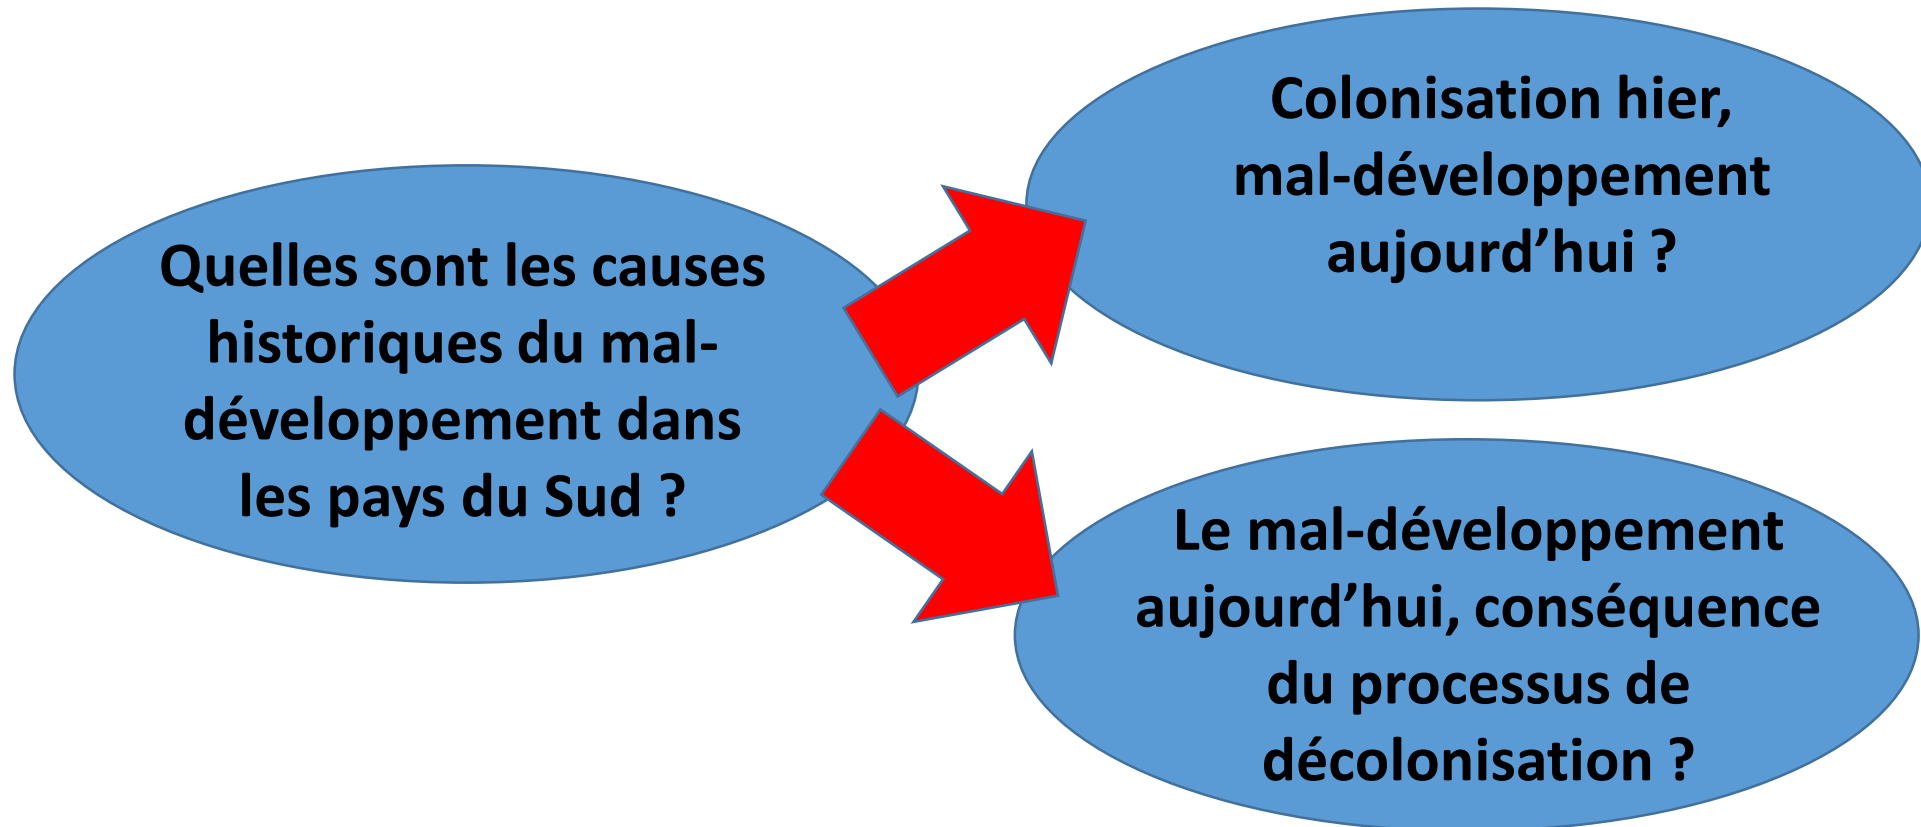 Quelles sont les causes
historiques du mal-
développement dans
les pays du Sud ?
Colonisation hier,
mal-développement
aujourd’hui ?
Le mal-développement
aujourd’hui, conséquence
du processus de
décolonisation ?